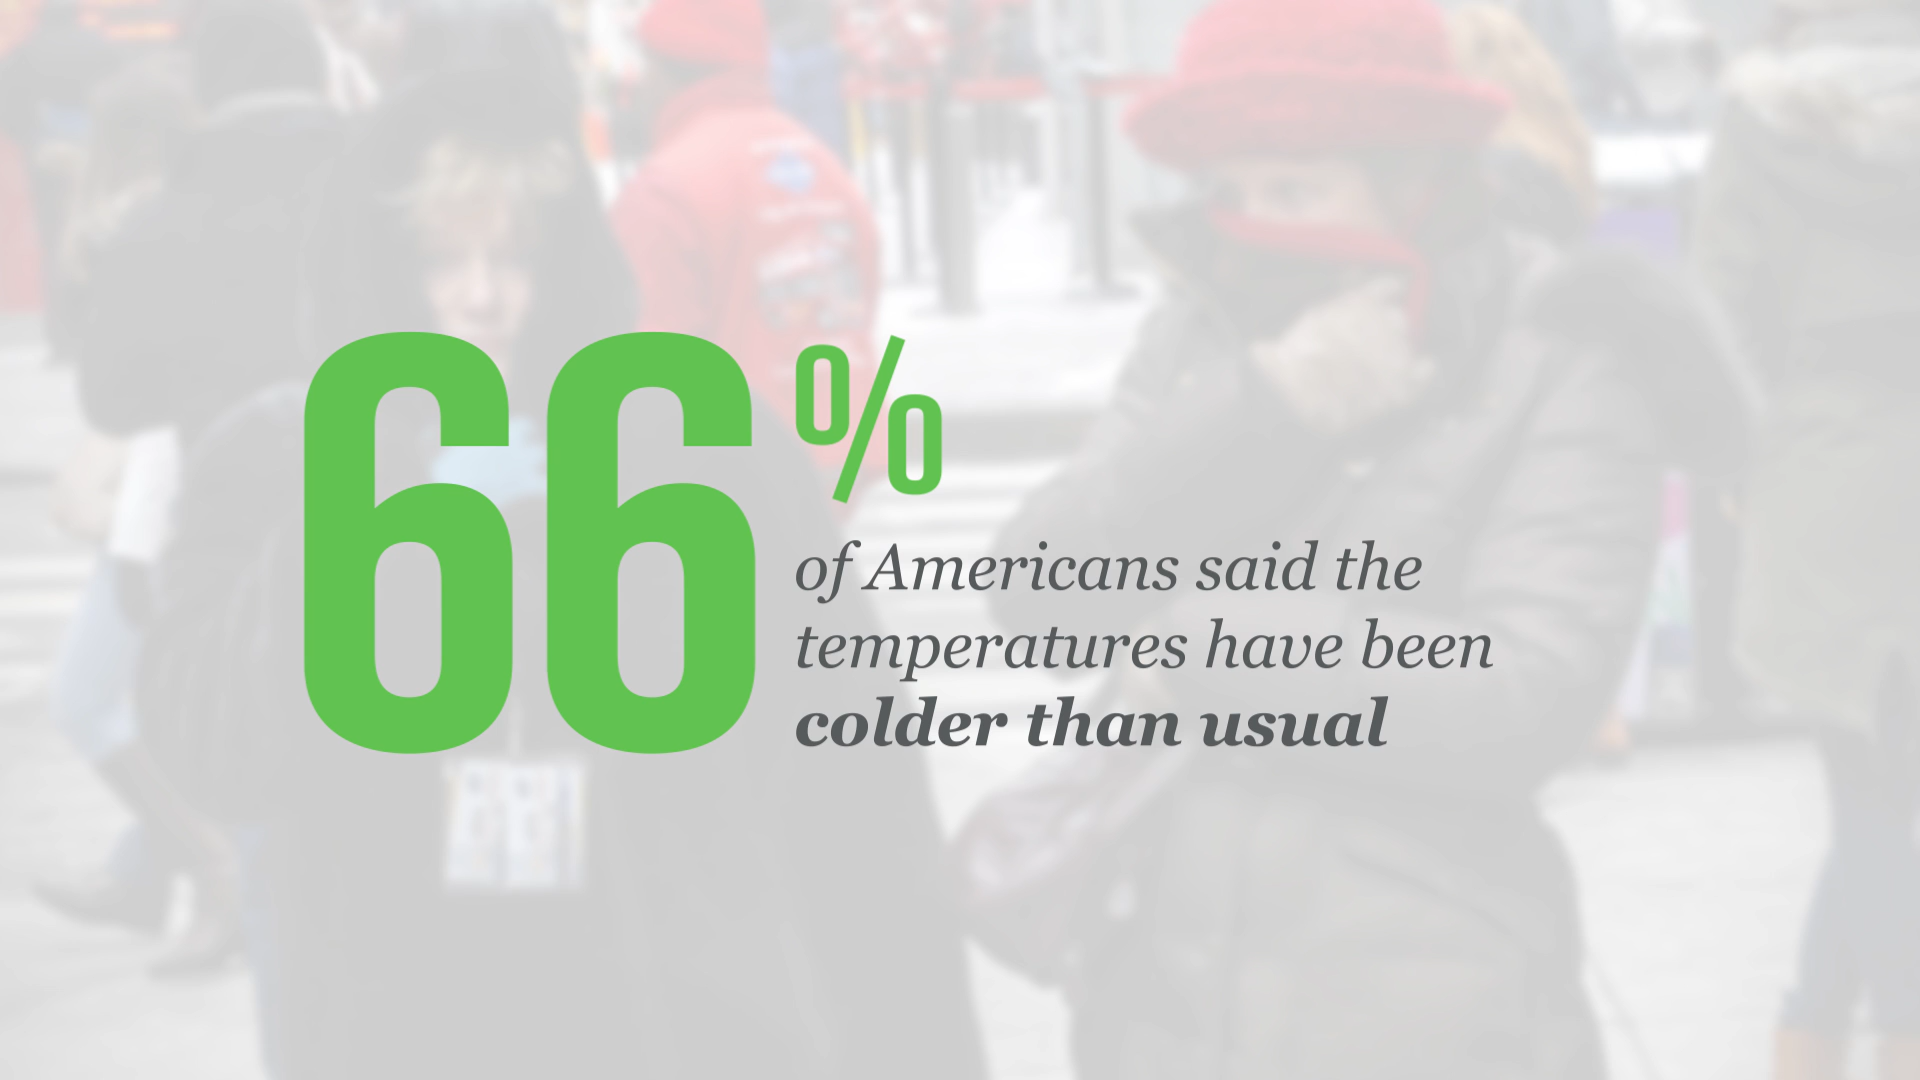 66%
of Americans said the
temperatures have been
colder than usual